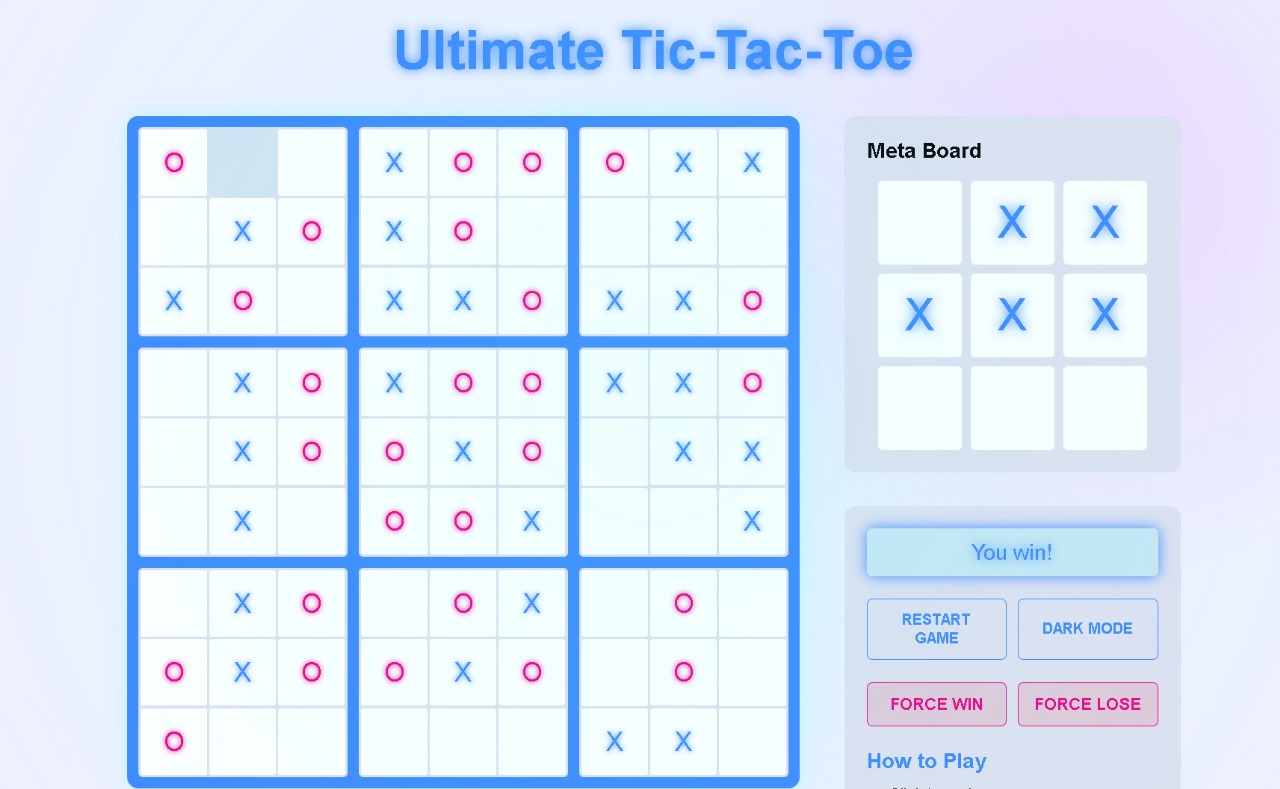 Ultimate Tic-Tac-Toe
O X O O O X X
X O X O X
X O X X O X X O
X O X O O X X O
X O O X O X X
X O O X X
X O O X O
O X O O X O O
O X X
Meta Board
X X
X X X
You win!
RESTART
GAME
DARK MODE
FORCE WIN
FORCE LOSE
How to Play